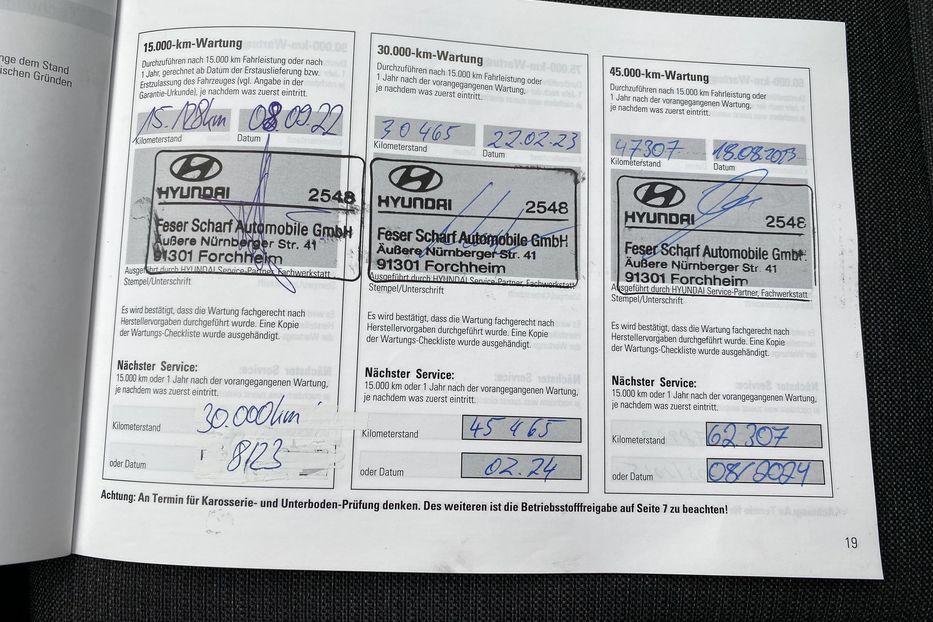 nge dem Stand
ischen Gründen
15.000-km-Wartung
Durchführen nach 15.000 km Fahrleistung oder nach
1 Jahr, gerechnet ab Datum der Erstauslieferung bzw.
Erstzulassung des Fahrzeuges (vgl. Angabe in der
Garantie-Urkunde), je nachdem was zuerst eintritt.
15.128km 08.09.22
Kilometerstand Datum
HYUNDAI 2548
Feser Scharf Automobile GmbH
Äußere Nürnberger Str. 41
91301 Forchheim
Ausgeführt durch HYUNDAI Service-Partner, Fachwerkstatt
Stempel/Unterschrift
Es wird bestätigt, dass die Wartung fachgerecht nach
Herstellervorgaben durchgeführt wurde. Eine Kopie
der Wartungs-Checkliste wurde ausgehändigt.
Nächster Service:
15.000 km oder 1 Jahr nach der vorangegangenen Wartung,
je nachdem was zuerst eintritt.
Kilometerstand 30.000km
oder Datum 8/23
30.000-km-Wartung
Durchführen nach 15.000 km Fahrleistung oder
1 Jahr nach der vorangegangenen Wartung,
je nachdem was zuerst eintritt.
30465 22.02.23
Kilometerstand Datum
HYUNDAI 2548
Feser Scharf Automobile GmbH
Äußere Nürnberger Str. 41
91301 Forchheim
Ausgeführt durch HYUNDAI Service-Partner, Fachwerkstatt
Stempel/Unterschrift
Es wird bestätigt, dass die Wartung fachgerecht nach
Herstellervorgaben durchgeführt wurde. Eine Kopie
der Wartungs-Checkliste wurde ausgehändigt.
Nächster Service:
15.000 km oder 1 Jahr nach der vorangegangenen Wartung,
je nachdem was zuerst eintritt.
Kilometerstand 45465
oder Datum 02.24
45.000-km-Wartung
Durchführen nach 15.000 km Fahrleistung oder
1 Jahr nach der vorangegangenen Wartung,
je nachdem was zuerst eintritt.
47307 18.08.2023
Kilometerstand Datum
HYUNDAI 2548
Feser Scharf Automobile GmbH
Äußere Nürnberger Str. 41
91301 Forchheim
Ausgeführt durch HYUNDAI Service-Partner, Fachwerkstatt
Stempel/Unterschrift
Es wird bestätigt, dass die Wartung fachgerecht nach
Herstellervorgaben durchgeführt wurde. Eine Kopie
der Wartungs-Checkliste wurde ausgehändigt.
Nächster Service:
15.000 km oder 1 Jahr nach der vorangegangenen Wartung,
je nachdem was zuerst eintritt.
Kilometerstand 62.307
oder Datum 08/2024
Achtung: An Termin für Karosserie- und Unterboden-Prüfung denken. Des weiteren ist die Betriebsstofffreigabe auf Seite 7 zu beachten!
19